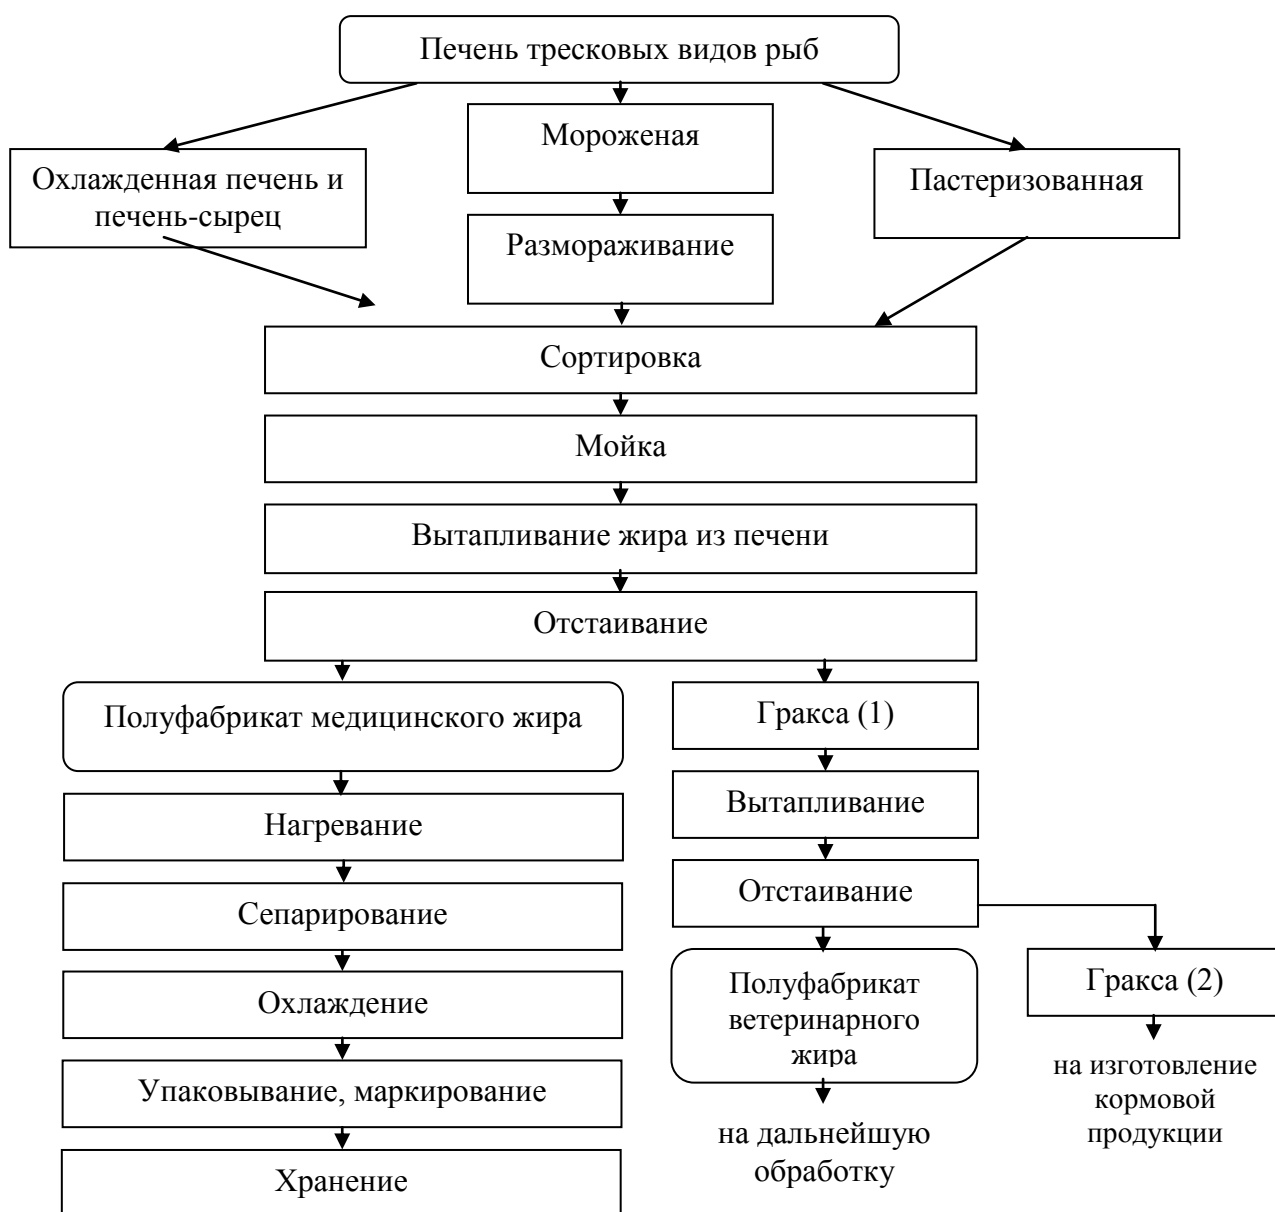 Печень тресковых видов рыб
Мороженая
Охлажденная печень и
печень-сырец
Пастеризованная
Размораживание
Сортировка
Мойка
Вытапливание жира из печени
Отстаивание
Полуфабрикат медицинского жира
Гракса (1)
Нагревание
Вытапливание
Сепарирование
Отстаивание
Охлаждение
Полуфабрикат
ветеринарного
жира
Гракса (2)
Упаковывание, маркирование
на изготовление
кормовой
продукции
на дальнейшую
обработку
Хранение